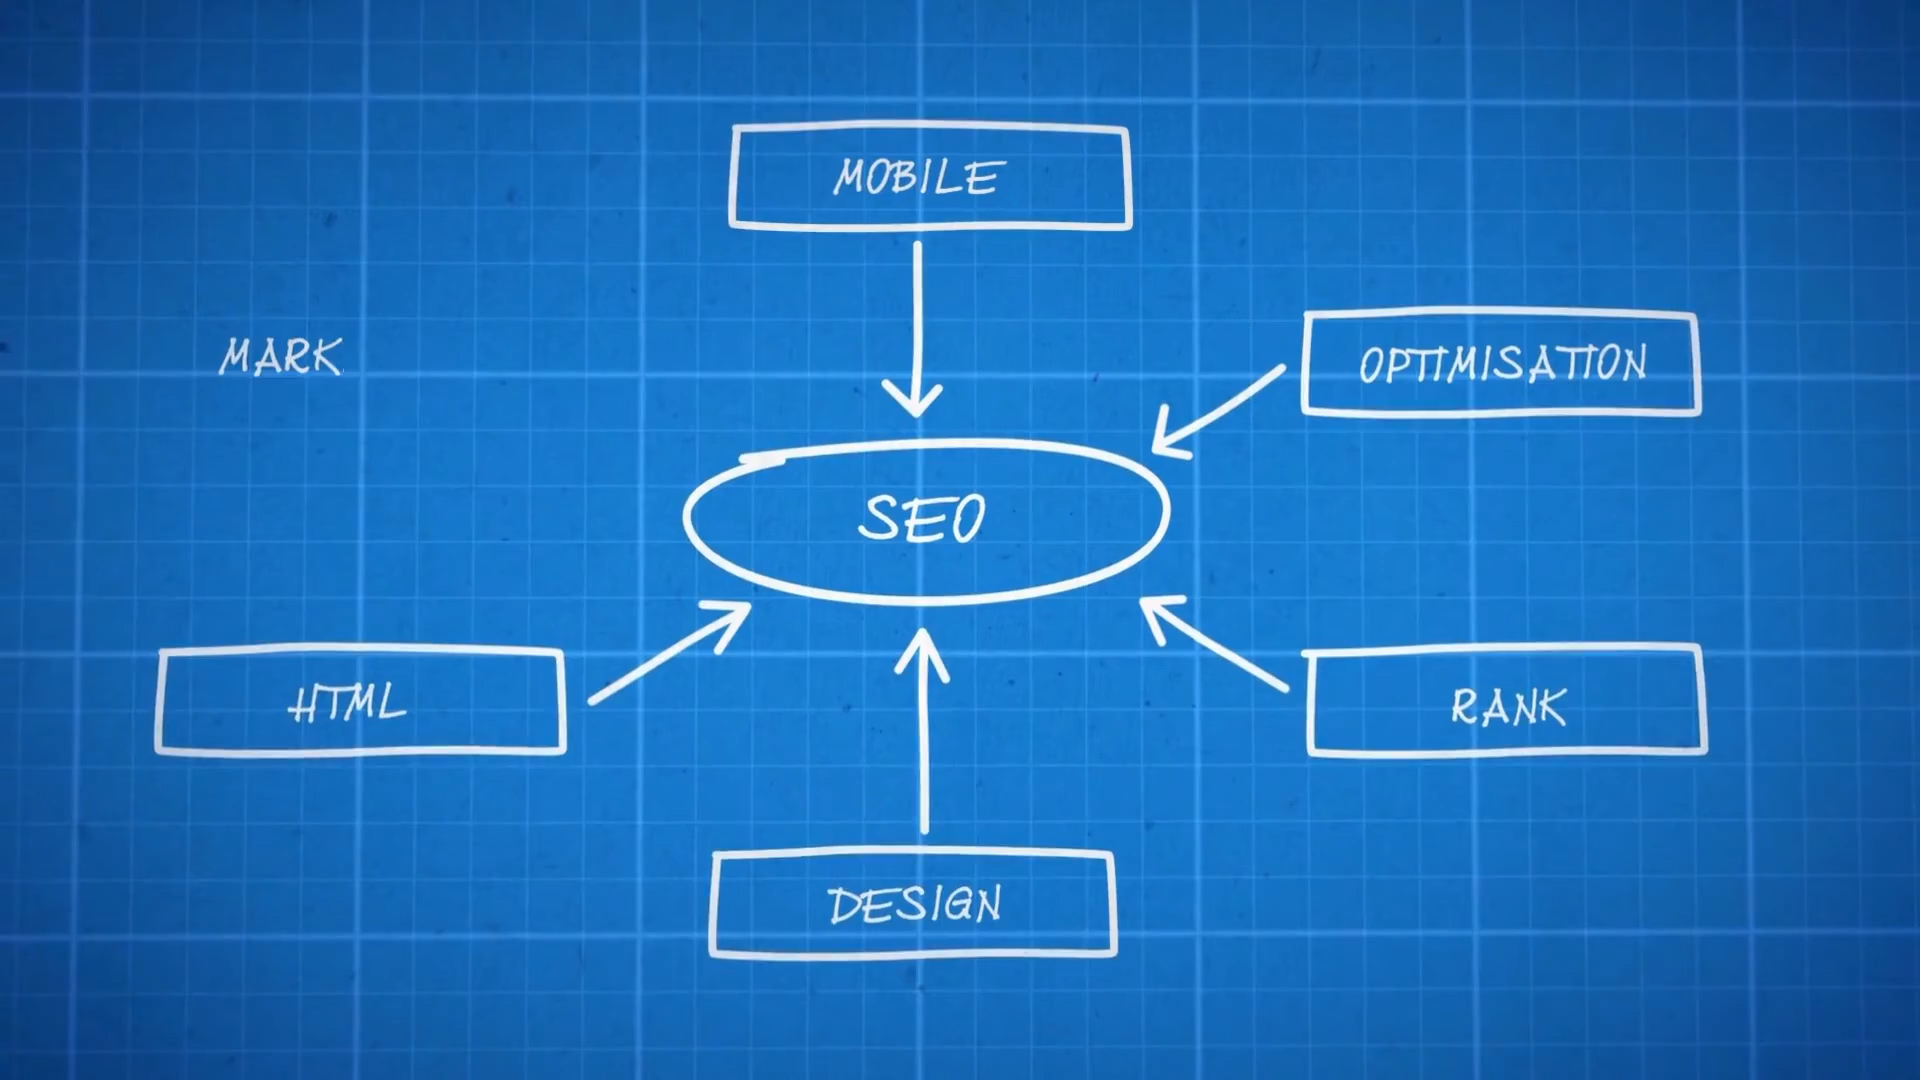 MOBILE
MARK
OPTIMISATION
SEO
HTML
RANK
DESIGN